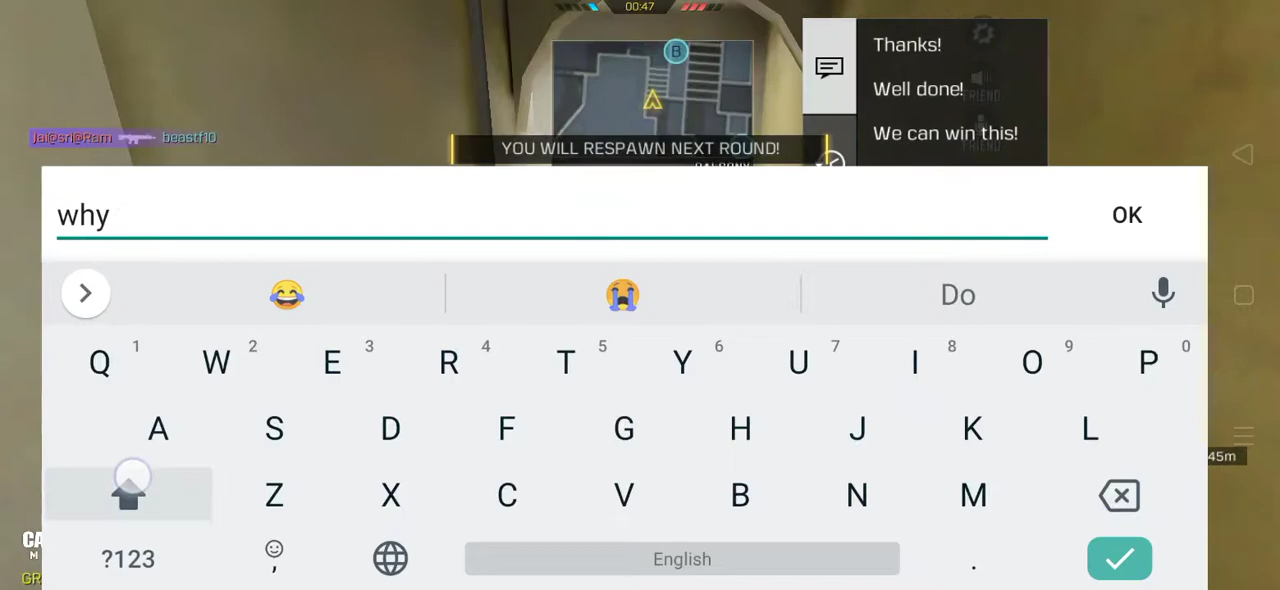 00:47
B
Thanks!
Well done!
We can win this!
Jai@sri@Ram beastf10
YOU WILL RESPAWN NEXT ROUND!
why
OK
Do
Q 1 W 2 E 3 R 4 T 5 Y 6 U 7 I 8 O 9 P 0
A S D F G H J K L
45m
Z X C V B N M
?123 , English .